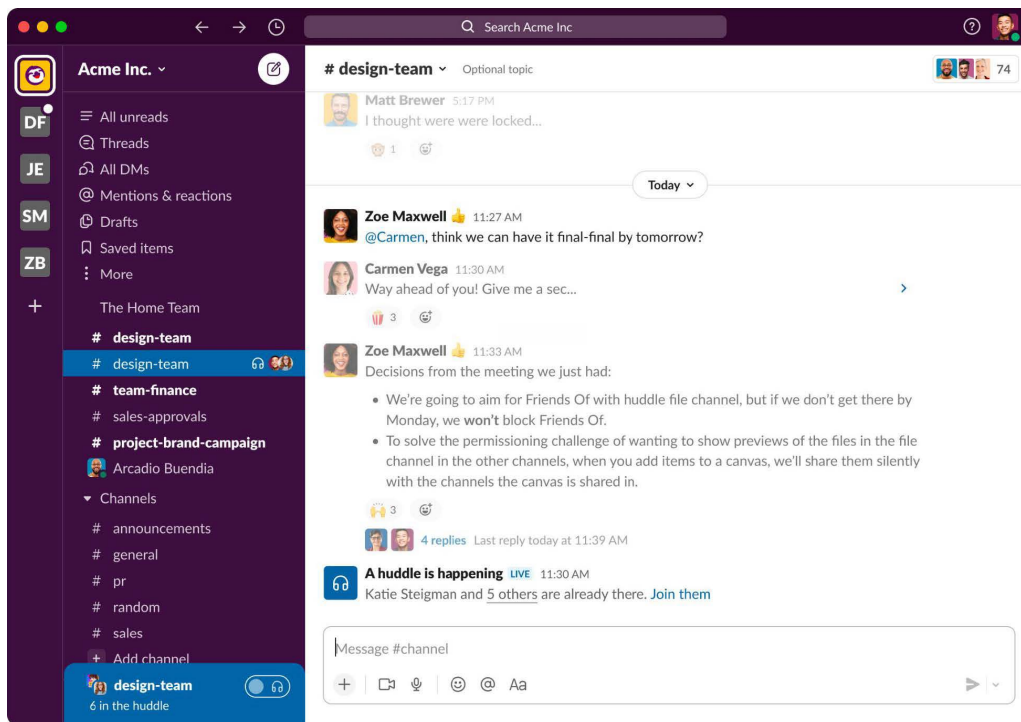 Search Acme Inc
Acme Inc.
DF
JE
SM
ZB
All unreads
Threads
All DMs
Mentions & reactions
Drafts
Saved items
More
The Home Team
# design-team
# design-team
# team-finance
# sales-approvals
# project-brand-campaign
Arcadio Buendia
Channels
# announcements
# general
# pr
# random
# sales
+ Add channel
design-team
6 in the huddle
# design-team Optional topic
74
Matt Brewer 5:17 PM
I thought were were locked...
1
Today
Zoe Maxwell 👍 11:27 AM
@Carmen, think we can have it final-final by tomorrow?
Carmen Vega 11:30 AM
Way ahead of you! Give me a sec...
3
Zoe Maxwell 👍 11:33 AM
Decisions from the meeting we just had:
• We're going to aim for Friends Of with huddle file channel, but if we don't get there by
Monday, we won't block Friends Of.
• To solve the permissioning challenge of wanting to show previews of the files in the file
channel in the other channels, when you add items to a canvas, we'll share them silently
with the channels the canvas is shared in.
3
4 replies Last reply today at 11:39 AM
A huddle is happening LIVE 11:30 AM
Katie Steigman and 5 others are already there. Join them
Message #channel
Aa